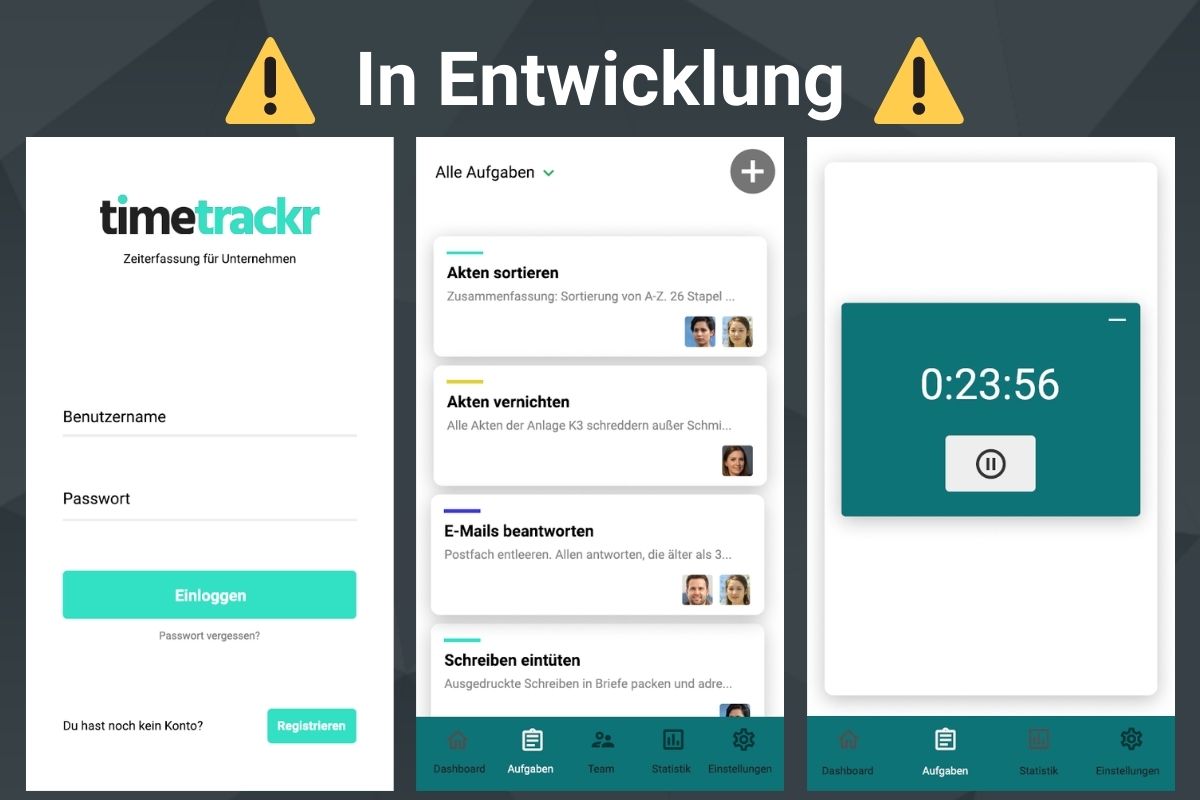 In Entwicklung
timetrackr
Zeiterfassung für Unternehmen
Benutzername
Passwort
Einloggen
Passwort vergessen?
Du hast noch kein Konto?
Registrieren
Alle Aufgaben
Akten sortieren
Zusammenfassung: Sortierung von A-Z. 26 Stapel ...
Akten vernichten
Alle Akten der Anlage K3 schreddern außer Schmi...
E-Mails beantworten
Postfach entleeren. Allen antworten, die älter als 3...
Schreiben eintüten
Ausgedruckte Schreiben in Briefe packen und adre...
Dashboard
Aufgaben
Team
Statistik
Einstellungen
0:23:56
Dashboard
Aufgaben
Statistik
Einstellungen